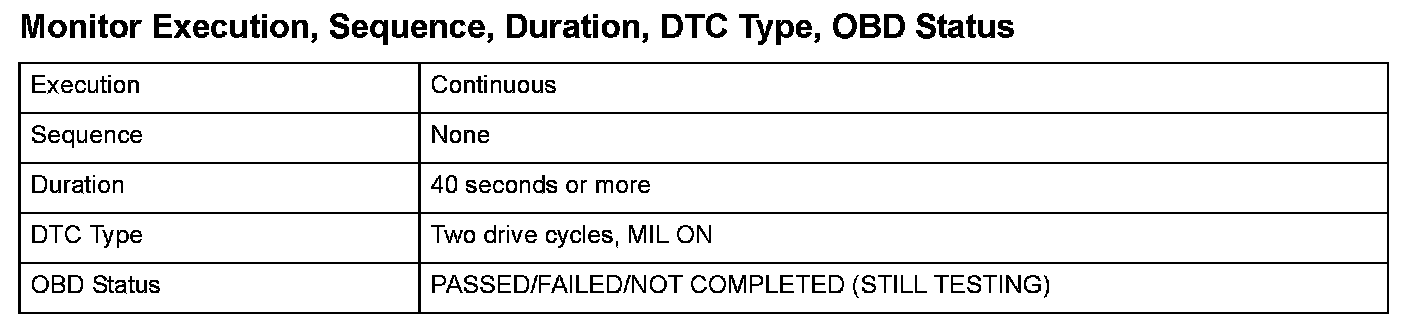 Monitor Execution, Sequence, Duration, DTC Type, OBD Status
Execution Continuous
Sequence None
Duration 40 seconds or more
DTC Type Two drive cycles, MIL ON
OBD Status PASSED/FAILED/NOT COMPLETED (STILL TESTING)